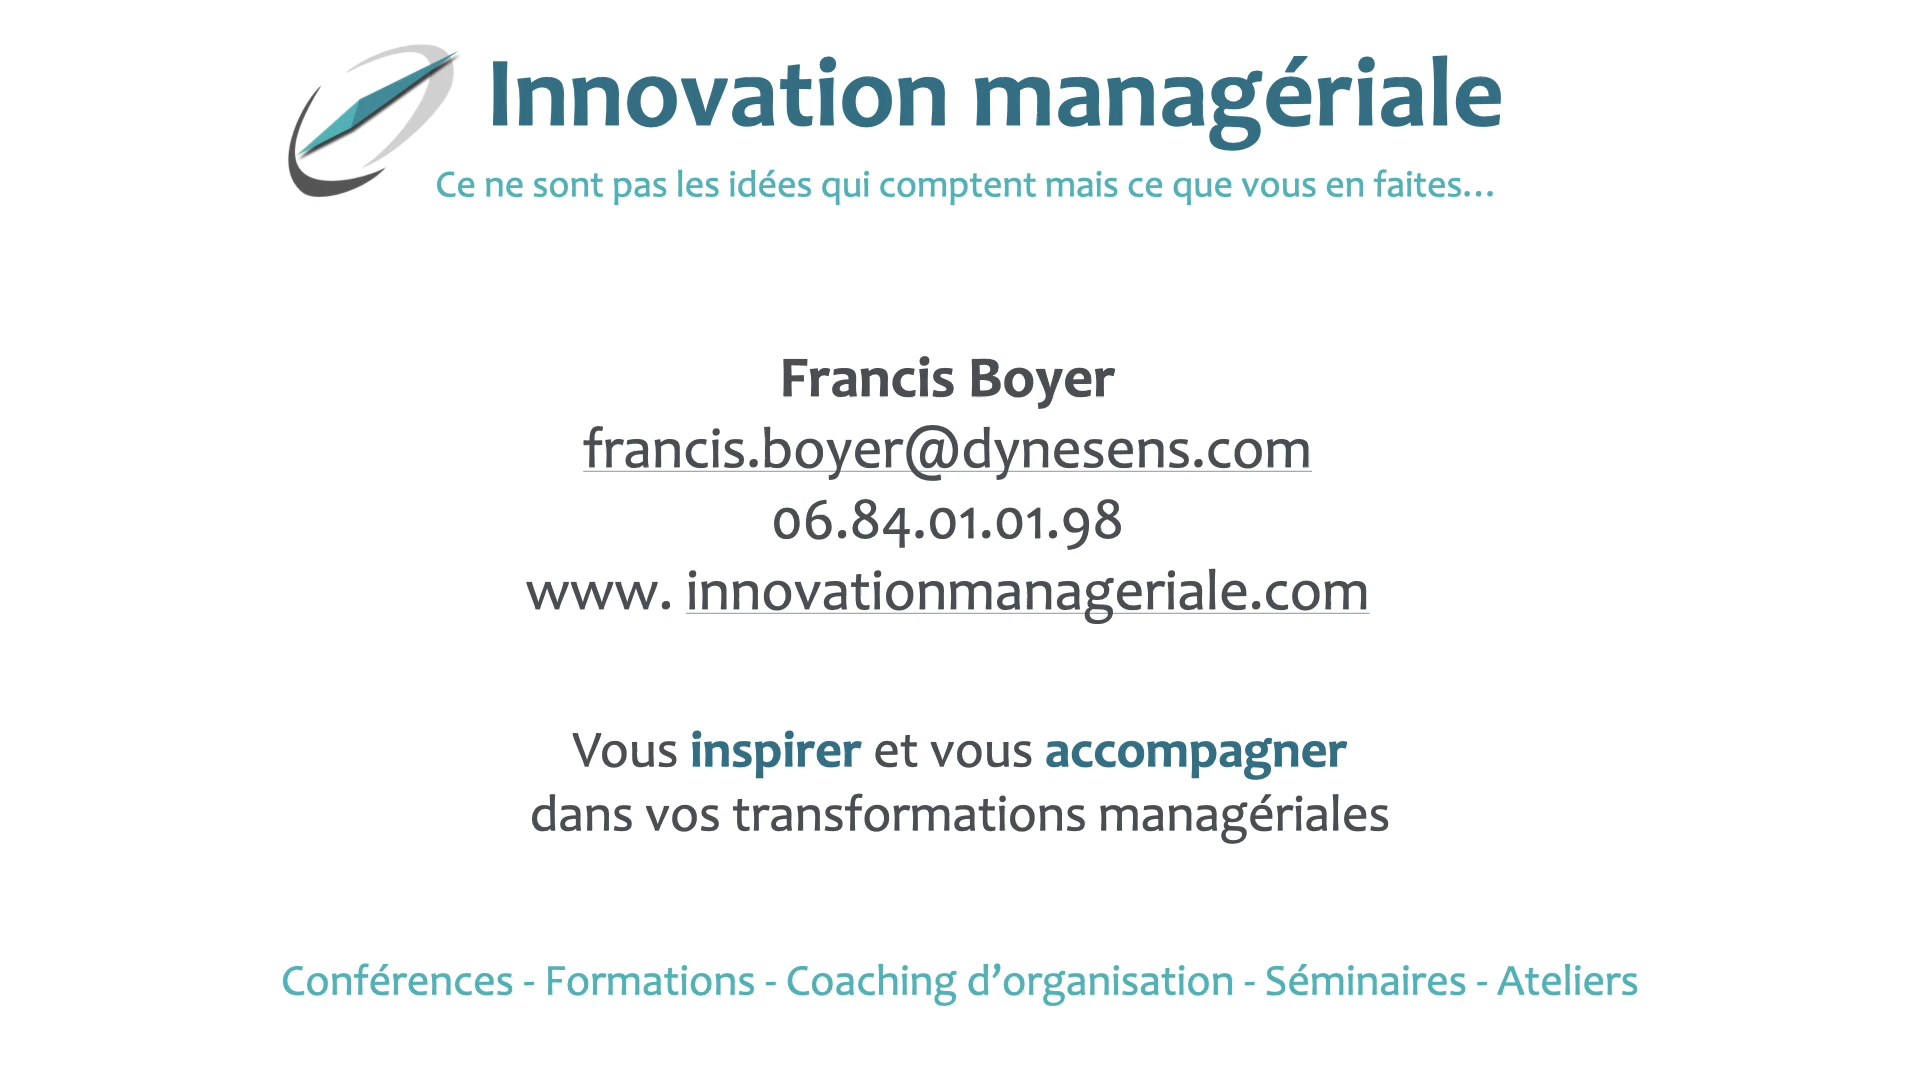 Innovation managériale
Ce ne sont pas les idées qui comptent mais ce que vous en faites…
Francis Boyer
francis.boyer@dynesens.com
06.84.01.01.98
www. innovationmanageriale.com
Vous inspirer et vous accompagner
dans vos transformations managériales
Conférences - Formations - Coaching d’organisation - Séminaires - Ateliers